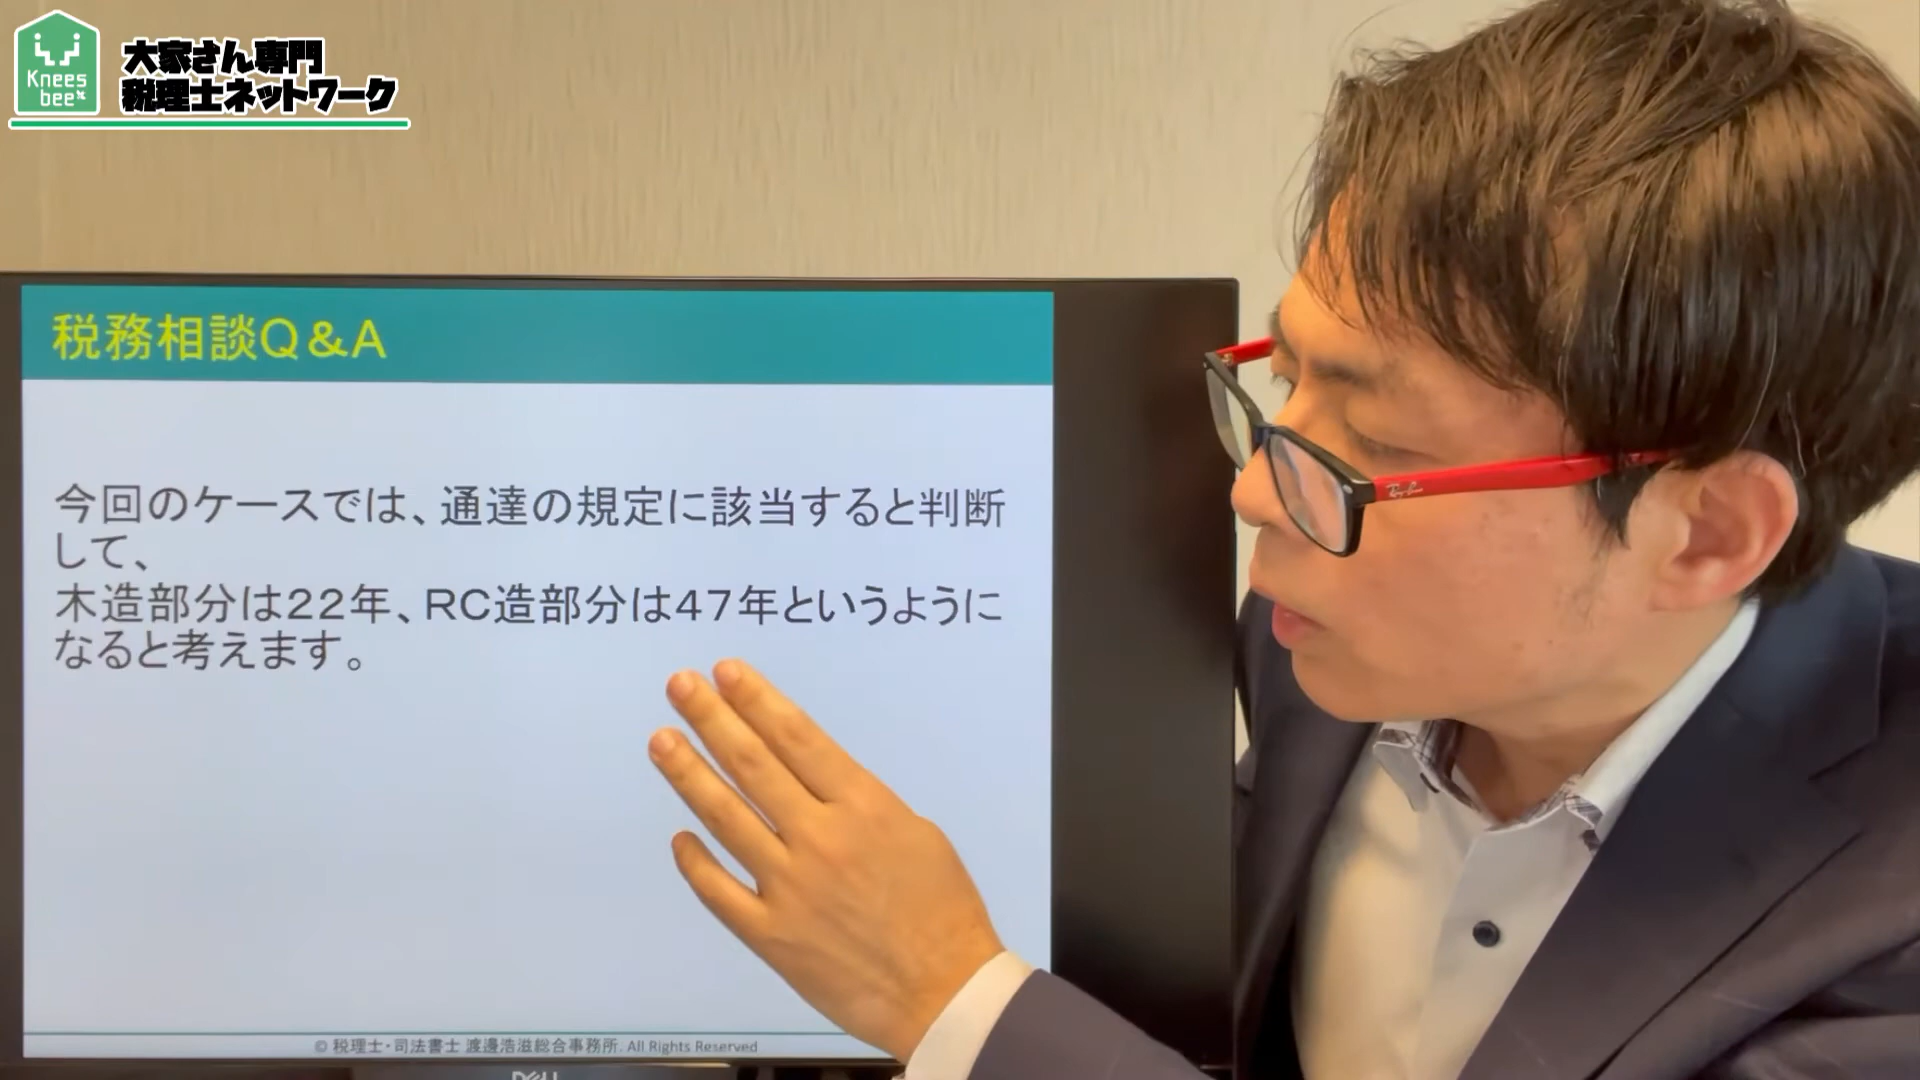 Knees
bee
大家さん専門
税理士ネットワーク
税務相談Q&A
今回のケースでは、通達の規定に該当すると判断
して、
木造部分は22年、RC造部分は47年というように
なると考えます。
© 税理士・司法書士 渡邊浩滋総合事務所. All Rights Reserved
Ray-Ban
DELL